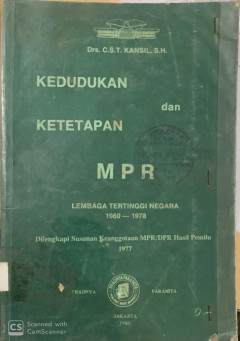 Drs. C.S.T. KANSIL, S.H.
KEDUDUKAN
dan
KETETAPAN
MPR
LEMBAGA TERTINGGI NEGARA
1960 — 1978
Dilengkapi Susunan Keanggotaan MPR/DPR Hasil Pemilu
1977
PARAMITA
JAKARTA
CS Scanned with
CamScanner